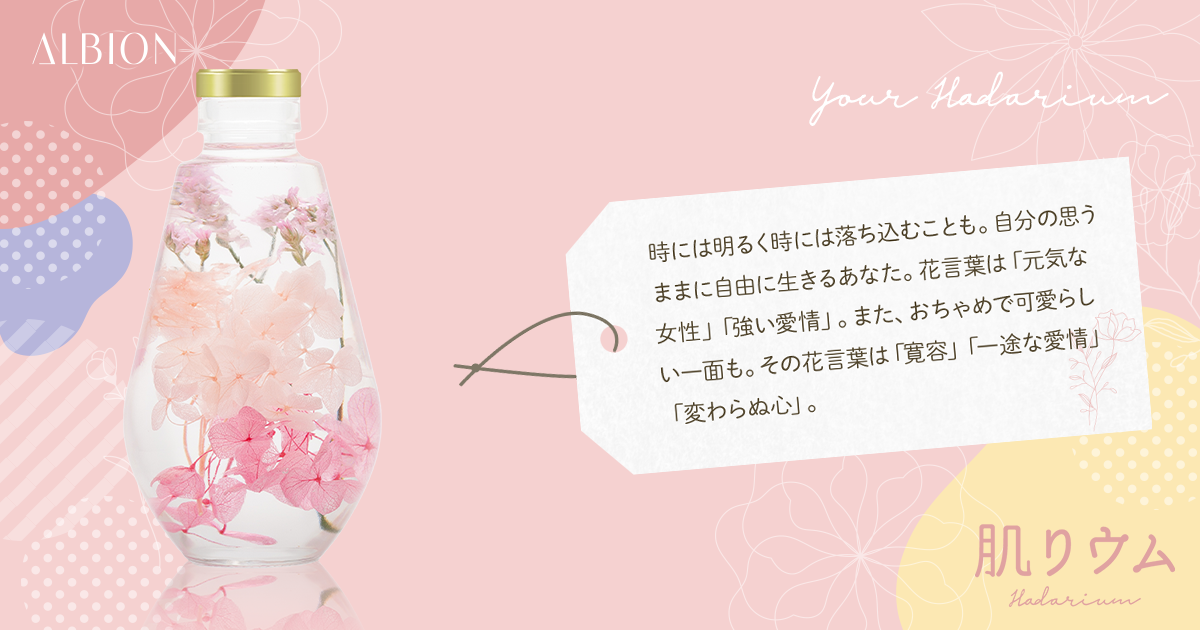 ALBION
Your Hadarium
時には明るく時には落ち込むことも。自分の思う
ままに自由に生きるあなた。花言葉は「元気な
女性」「強い愛情」。また、おちゃめで可愛らし
い一面も。その花言葉は「寛容」「一途な愛情」
「変わらぬ心」。
肌りウム
Hadarium